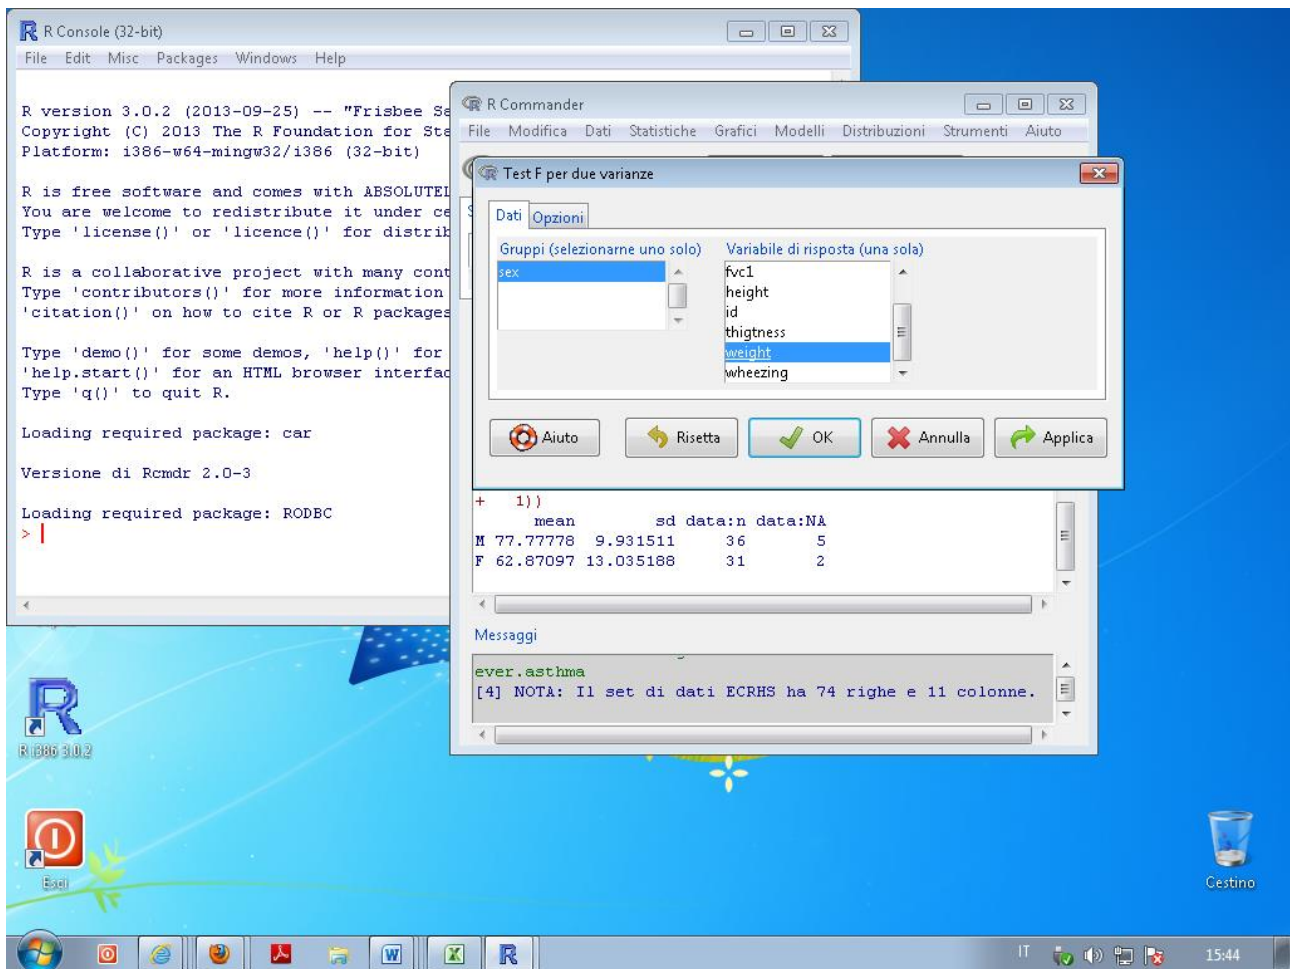 R Console (32-bit)
File Edit Misc Packages Windows Help
R version 3.0.2 (2013-09-25) -- "Frisbee Sa
Copyright (C) 2013 The R Foundation for Sta
Platform: i386-w64-mingw32/i386 (32-bit)
R is free software and comes with ABSOLUTEL
You are welcome to redistribute it under ce
Type 'license()' or 'licence()' for distrib
R is a collaborative project with many cont
Type 'contributors()' for more information
'citation()' on how to cite R or R packages
Type 'demo()' for some demos, 'help()' for
'help.start()' for an HTML browser interfac
Type 'q()' to quit R.
Loading required package: car
Versione di Rcmdr 2.0-3
Loading required package: RODBC
>
R Commander
File Modifica Dati Statistiche Grafici Modelli Distribuzioni Strumenti Aiuto
Test F per due varianze
Dati Opzioni
Gruppi (selezionarne uno solo) Variabile di risposta (una sola)
sex
fvc1
height
id
thigtness
weight
wheezing
Aiuto Risetta OK Annulla Applica
+ 1))
mean sd data:n data:NA
M 77.77778 9.931511 36 5
F 62.87097 13.035188 31 2
Messaggi
ever.asthma
[4] NOTA: Il set di dati ECRHS ha 74 righe e 11 colonne.
R i386 3.0.2
Esci
Cestino
IT 15:44